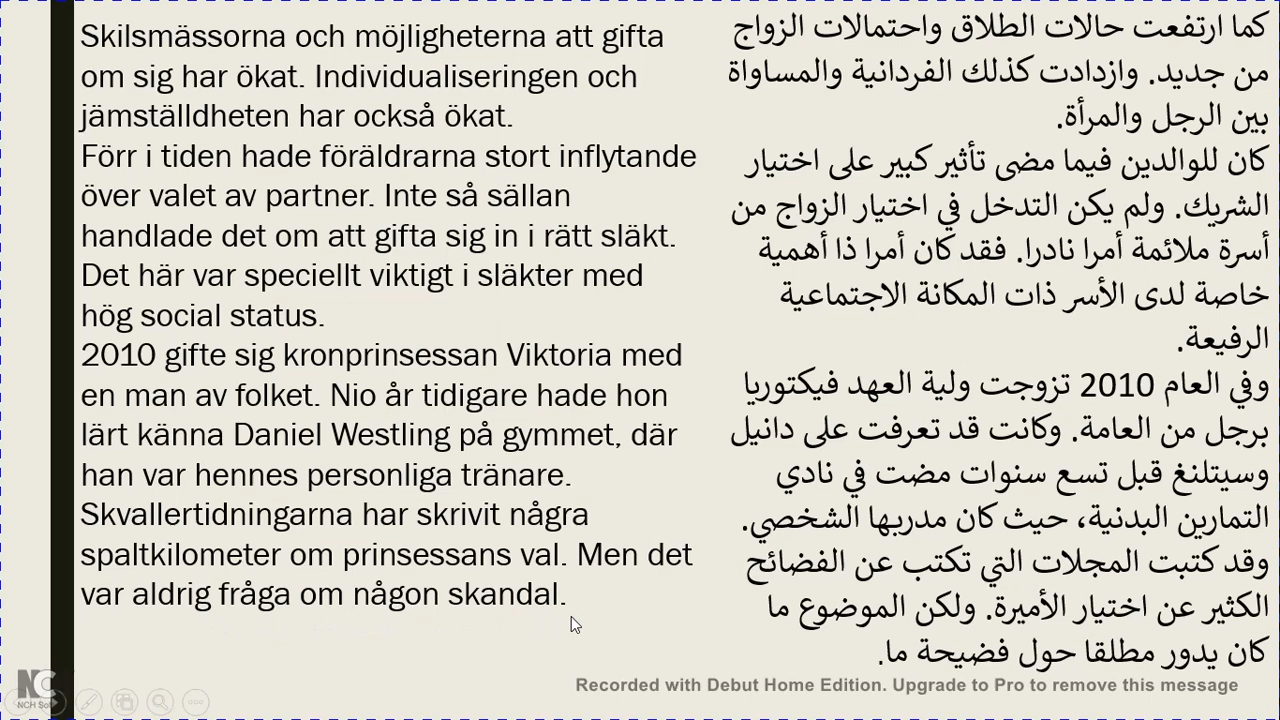 Skilsmässorna och möjligheterna att gifta
om sig har ökat. Individualiseringen och
jämställdheten har också ökat.
Förr i tiden hade föräldrarna stort inflytande
över valet av partner. Inte så sällan
handlade det om att gifta sig in i rätt släkt.
Det här var speciellt viktigt i släkter med
hög social status.
2010 gifte sig kronprinsessan Viktoria med
en man av folket. Nio år tidigare hade hon
lärt känna Daniel Westling på gymmet, där
han var hennes personliga tränare.
Skvallertidningarna har skrivit några
spaltkilometer om prinsessans val. Men det
var aldrig fråga om någon skandal.
كما ارتفعت حالات الطلاق واحتمالات الزواج
من جديد. وازدادت كذلك الفردانية والمساواة
بين الرجل والمرأة.
كان للوالدين فيما مضى تأثير كبير على اختيار
الشريك. ولم يكن التدخل في اختيار الزواج من
أسرة ملائمة أمرا نادرا. فقد كان أمرا ذا أهمية
خاصة لدى الأسر ذات المكانة الاجتماعية
الرفيعة.
وفي العام 2010 تزوجت ولية العهد فيكتوريا
برجل من العامة. وكانت قد تعرفت على دانيل
وسيتلنغ قبل تسع سنوات مضت في نادي
التمارين البدنية، حيث كان مدربها الشخصي.
وقد كتبت المجلات التي تكتب عن الفضائح
الكثير عن اختيار الأميرة. ولكن الموضوع ما
كان يدور مطلقا حول فضيحة ما.
Recorded with Debut Home Edition. Upgrade to Pro to remove this message
NC